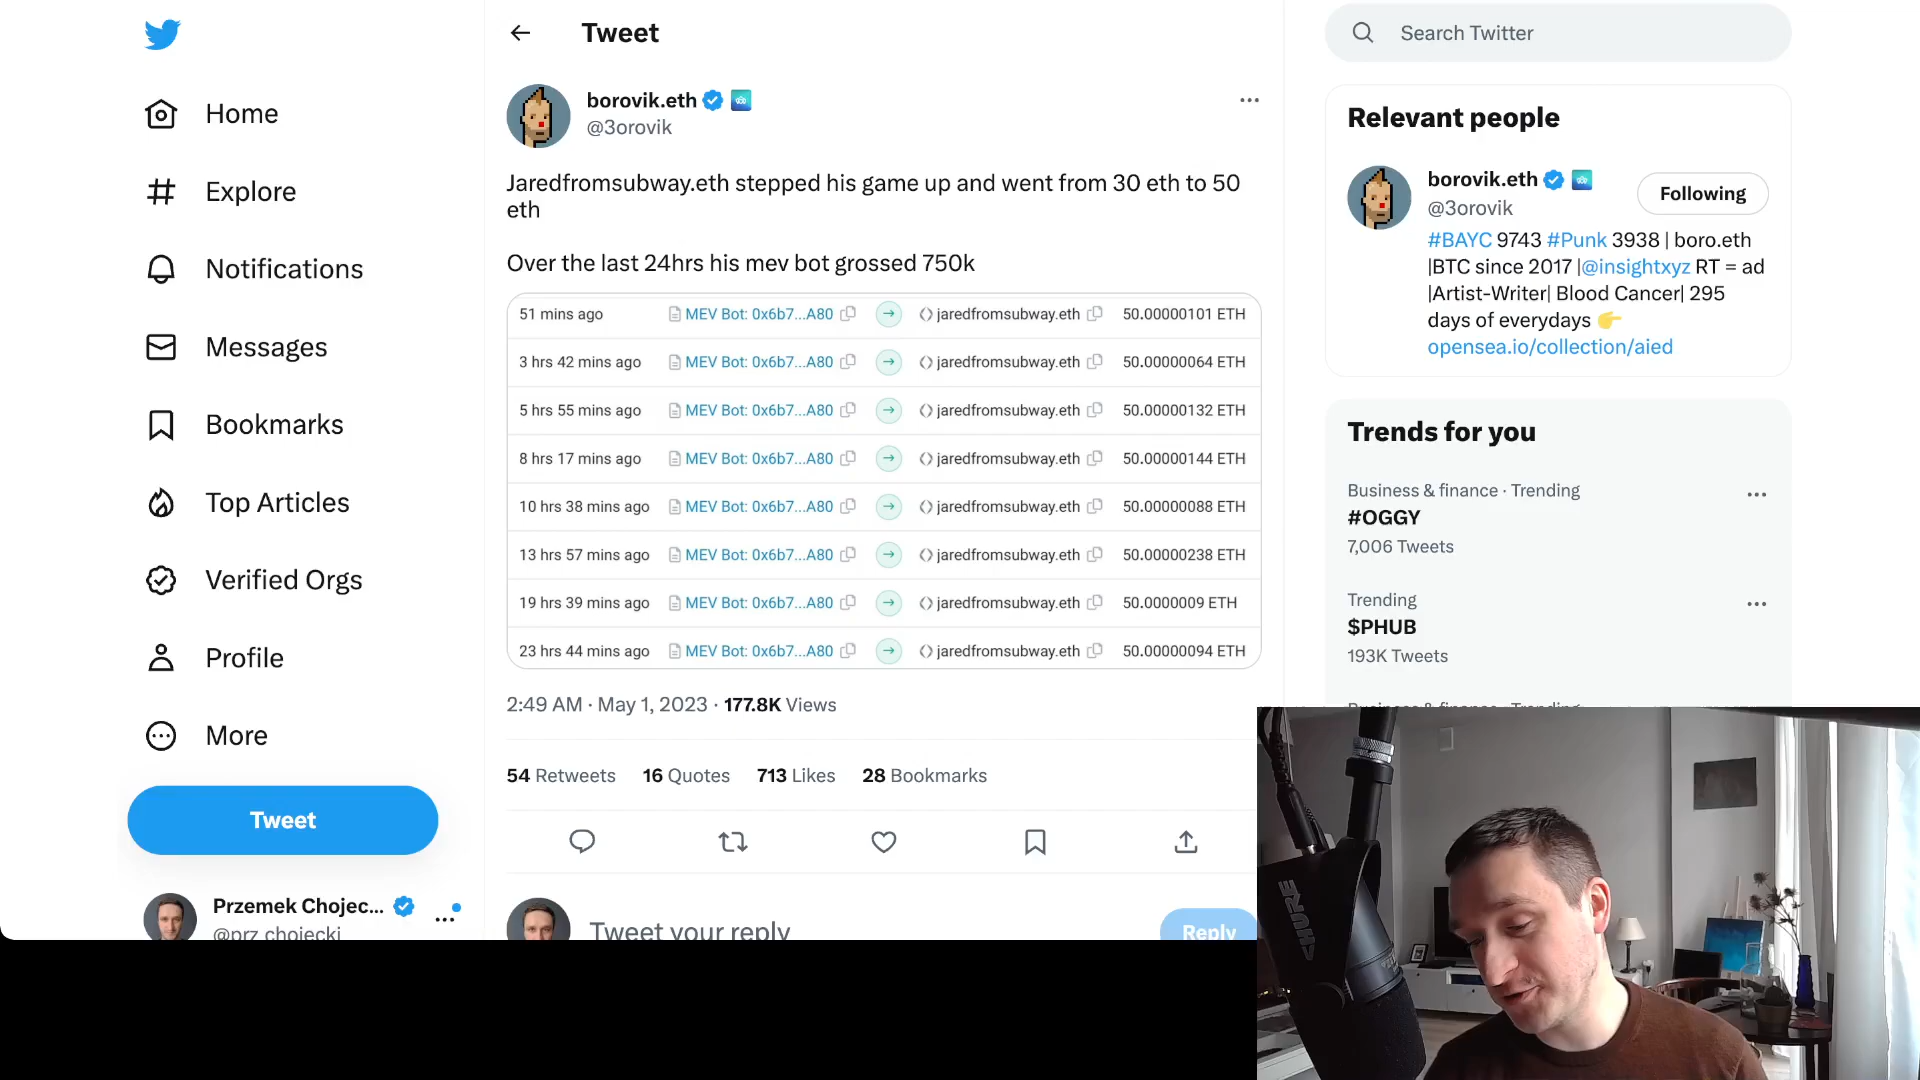 Home
Explore
Notifications
Messages
Bookmarks
Top Articles
Verified Orgs
Profile
More
Tweet
Przemek Chojec...
@prz_chojecki
Tweet
borovik.eth
@3orovik
Jaredfromsubway.eth stepped his game up and went from 30 eth to 50
eth
Over the last 24hrs his mev bot grossed 750k
51 mins ago MEV Bot: 0x6b7...A80 jaredfromsubway.eth 50.00000101 ETH
3 hrs 42 mins ago MEV Bot: 0x6b7...A80 jaredfromsubway.eth 50.00000064 ETH
5 hrs 55 mins ago MEV Bot: 0x6b7...A80 jaredfromsubway.eth 50.00000132 ETH
8 hrs 17 mins ago MEV Bot: 0x6b7...A80 jaredfromsubway.eth 50.00000144 ETH
10 hrs 38 mins ago MEV Bot: 0x6b7...A80 jaredfromsubway.eth 50.00000088 ETH
13 hrs 57 mins ago MEV Bot: 0x6b7...A80 jaredfromsubway.eth 50.00000238 ETH
19 hrs 39 mins ago MEV Bot: 0x6b7...A80 jaredfromsubway.eth 50.0000009 ETH
23 hrs 44 mins ago MEV Bot: 0x6b7...A80 jaredfromsubway.eth 50.00000094 ETH
2:49 AM · May 1, 2023 · 177.8K Views
54 Retweets 16 Quotes 713 Likes 28 Bookmarks
Tweet your reply
Reply
Search Twitter
Relevant people
borovik.eth
@3orovik
Following
#BAYC 9743 #Punk 3938 | boro.eth
|BTC since 2017 |@insightxyz RT = ad
|Artist-Writer| Blood Cancer| 295
days of everydays 👉
opensea.io/collection/aied
Trends for you
Business & finance · Trending
#OGGY
7,006 Tweets
Trending
$PHUB
193K Tweets
Business & finance · Trending
SHURE